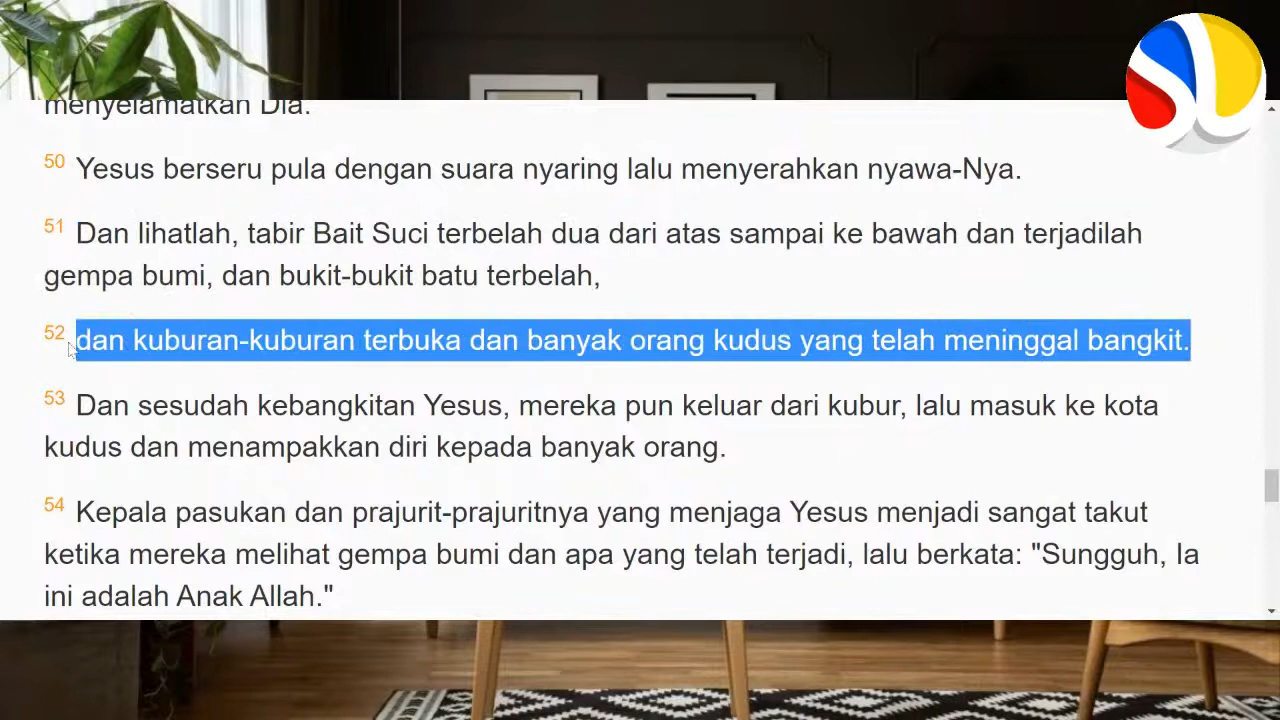 menyelamatkan Dia.
50 Yesus berseru pula dengan suara nyaring lalu menyerahkan nyawa-Nya.
51 Dan lihatlah, tabir Bait Suci terbelah dua dari atas sampai ke bawah dan terjadilah
gempa bumi, dan bukit-bukit batu terbelah,
52 dan kuburan-kuburan terbuka dan banyak orang kudus yang telah meninggal bangkit.
53 Dan sesudah kebangkitan Yesus, mereka pun keluar dari kubur, lalu masuk ke kota
kudus dan menampakkan diri kepada banyak orang.
54 Kepala pasukan dan prajurit-prajuritnya yang menjaga Yesus menjadi sangat takut
ketika mereka melihat gempa bumi dan apa yang telah terjadi, lalu berkata: "Sungguh, Ia
ini adalah Anak Allah."